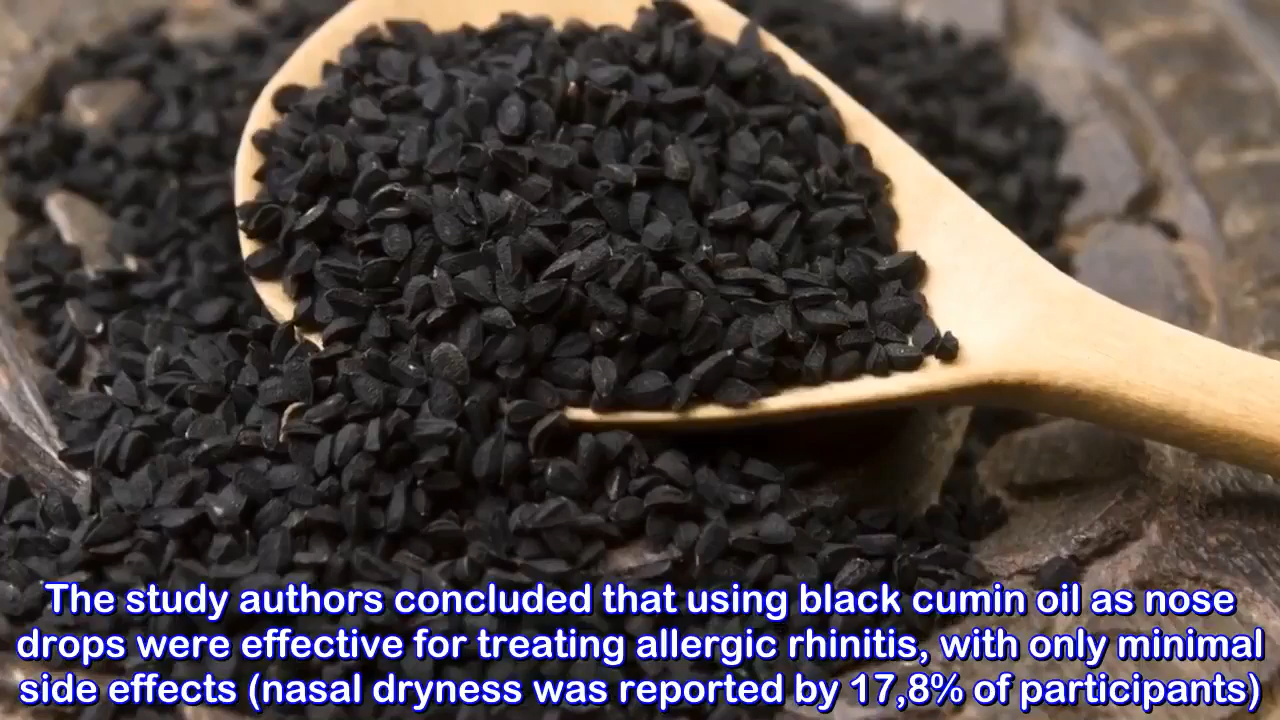 The study authors concluded that using black cumin oil as nose
drops were effective for treating allergic rhinitis, with only minimal
side effects (nasal dryness was reported by 17,8% of participants)